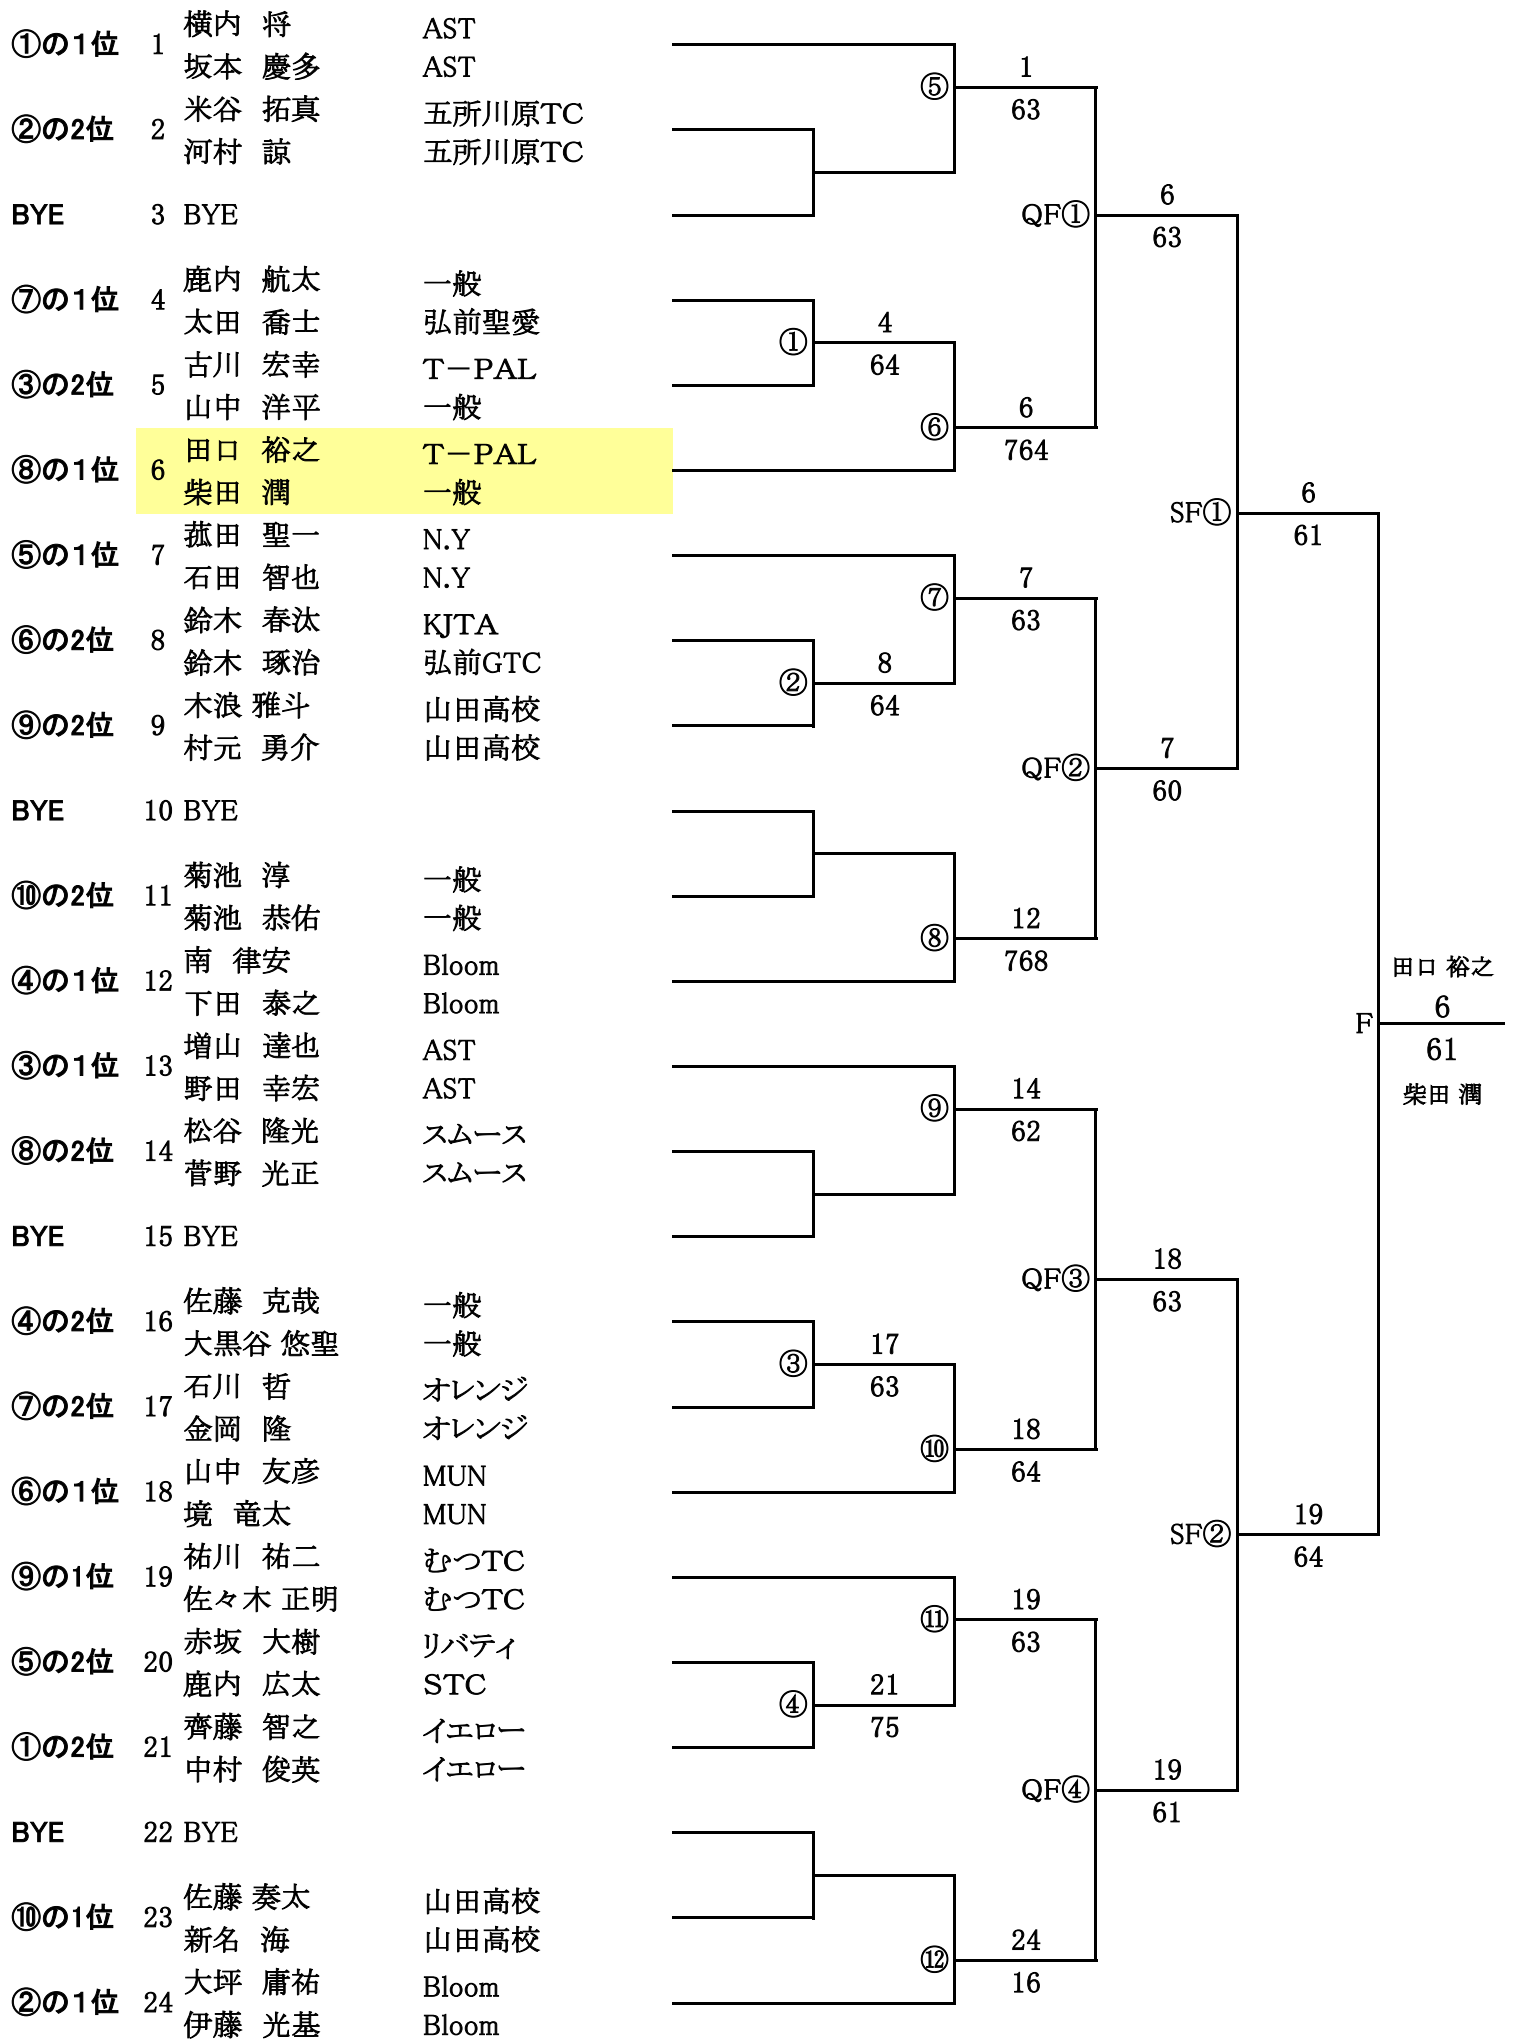 横内 将 AST
①の1位 1
坂本 慶多 AST
⑤ 1
63
米谷 拓真 五所川原TC
②の2位 2
河村 諒 五所川原TC
BYE 3 BYE
QF① 6
63
鹿内 航太 一般
⑦の1位 4
太田 喬士 弘前聖愛
① 4
64
古川 宏幸 T－PAL
③の2位 5
山中 洋平 一般
⑥ 6
764
田口 裕之 T－PAL
⑧の1位 6
柴田 潤 一般
SF① 6
61
菰田 聖一 N.Y
⑤の1位 7
石田 智也 N.Y
⑦ 7
63
鈴木 春汰 KJTA
⑥の2位 8
鈴木 琢治 弘前GTC
② 8
64
木浪 雅斗 山田高校
⑨の2位 9
村元 勇介 山田高校
QF② 7
60
BYE 10 BYE
菊池 淳 一般
⑩の2位 11
菊池 恭佑 一般
⑧ 12
768
南 律安 Bloom
④の1位 12
下田 泰之 Bloom
田口 裕之
F 6
61
柴田 潤
増山 達也 AST
③の1位 13
野田 幸宏 AST
⑨ 14
62
松谷 隆光 スムース
⑧の2位 14
菅野 光正 スムース
BYE 15 BYE
QF③ 18
63
佐藤 克哉 一般
④の2位 16
大黒谷 悠聖 一般
③ 17
63
石川 哲 オレンジ
⑦の2位 17
金岡 隆 オレンジ
⑩ 18
64
山中 友彦 MUN
⑥の1位 18
境 竜太 MUN
SF② 19
64
祐川 祐二 むつTC
⑨の1位 19
佐々木 正明 むつTC
⑪ 19
63
赤坂 大樹 リバティ
⑤の2位 20
鹿内 広太 STC
④ 21
75
齊藤 智之 イエロー
①の2位 21
中村 俊英 イエロー
QF④ 19
61
BYE 22 BYE
佐藤 奏太 山田高校
⑩の1位 23
新名 海 山田高校
⑫ 24
16
大坪 庸祐 Bloom
②の1位 24
伊藤 光基 Bloom